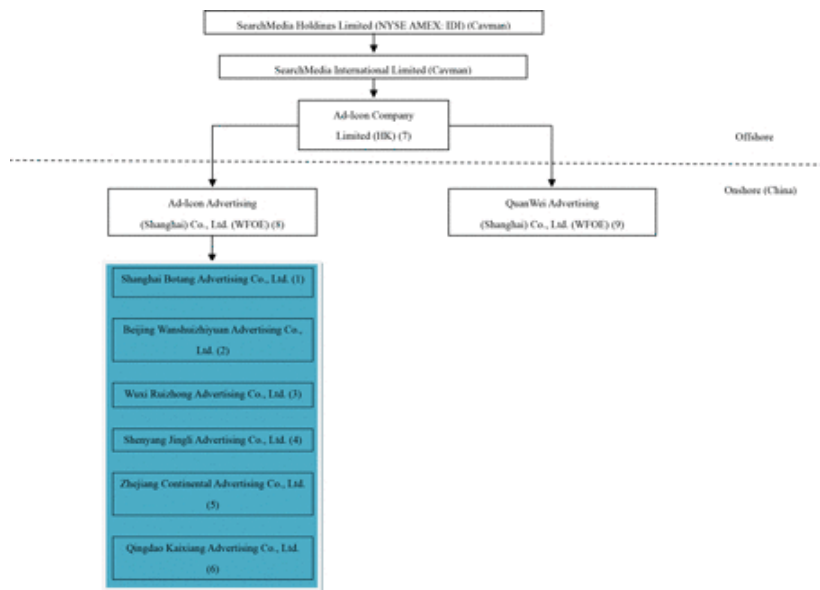 SearchMedia Holdings Limited (NYSE AMEX: IDI) (Cayman)
SearchMedia International Limited (Cayman)
Ad-Icon Company
Limited (HK) (7)
Offshore
Onshore (China)
Ad-Icon Advertising
(Shanghai) Co., Ltd. (WFOE) (8)
QuanWei Advertising
(Shanghai) Co., Ltd. (WFOE) (9)
Shanghai Botang Advertising Co., Ltd. (1)
Beijing Wanshuizhiyuan Advertising Co.,
Ltd. (2)
Wuxi Ruizhong Advertising Co., Ltd. (3)
Shenyang Jingli Advertising Co., Ltd. (4)
Zhejiang Continental Advertising Co., Ltd.
(5)
Qingdao Kaixiang Advertising Co., Ltd.
(6)